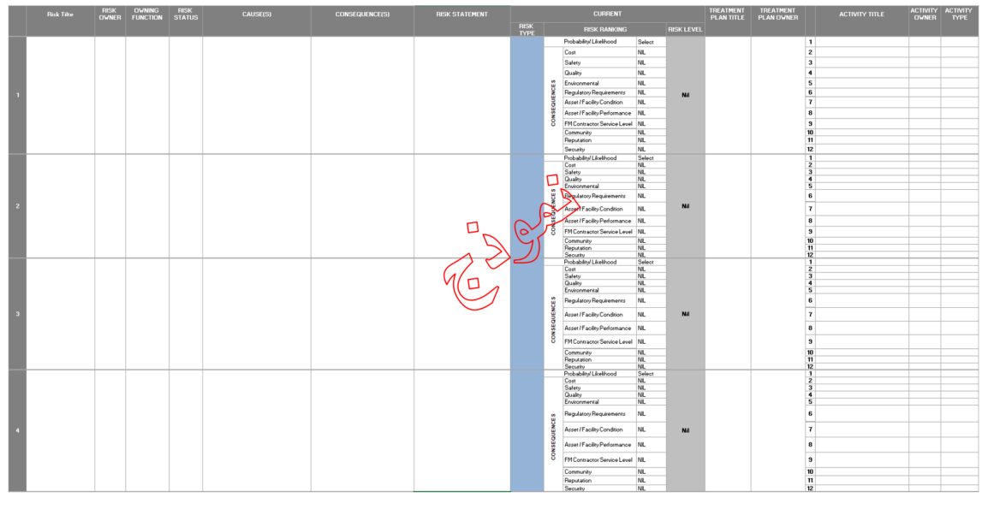 Risk Tilte RISK OWNER OWNING FUNCTION RISK STATUS CAUSE(S) CONSEQUENCE(S) RISK STATEMENT CURRENT TREATMENT PLAN TITLE TREATMENT PLAN OWNER ACTIVITY TITLE ACTIVITY OWNER ACTIVITY TYPE
RISK TYPE RISK RANKING RISK LEVEL
1 CONSEQUENCES Nil
Probability/ Likelihood Select 1
Cost NIL 2
Safety NIL 3
Quality NIL 4
Environmental NIL 5
Regulatory Requirements NIL 6
Asset / Facility Condition NIL 7
Asset / Facility Performance NIL 8
FM Contractor Service Level NIL 9
Community NIL 10
Reputation NIL 11
Security NIL 12
2 CONSEQUENCES Nil
Probability/ Likelihood Select 1
Cost NIL 2
Safety NIL 3
Quality NIL 4
Environmental NIL 5
Regulatory Requirements NIL 6
Asset / Facility Condition NIL 7
Asset / Facility Performance NIL 8
FM Contractor Service Level NIL 9
Community NIL 10
Reputation NIL 11
Security NIL 12
نموذج
3 CONSEQUENCES Nil
Probability/ Likelihood Select 1
Cost NIL 2
Safety NIL 3
Quality NIL 4
Environmental NIL 5
Regulatory Requirements NIL 6
Asset / Facility Condition NIL 7
Asset / Facility Performance NIL 8
FM Contractor Service Level NIL 9
Community NIL 10
Reputation NIL 11
Security NIL 12
4 CONSEQUENCES Nil
Probability/ Likelihood Select 1
Cost NIL 2
Safety NIL 3
Quality NIL 4
Environmental NIL 5
Regulatory Requirements NIL 6
Asset / Facility Condition NIL 7
Asset / Facility Performance NIL 8
FM Contractor Service Level NIL 9
Community NIL 10
Reputation NIL 11
Security NIL 12